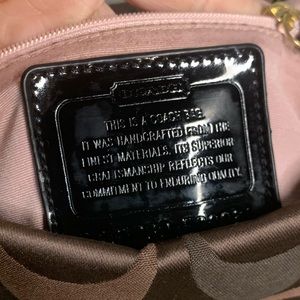 COACH
THIS IS A COACH BAG.
IT WAS HANDCRAFTED FROM THE
FINEST MATERIALS. ITS SUPERIOR
CRAFTSMANSHIP REFLECTS OUR
COMMITMENT TO ENDURING QUALITY.